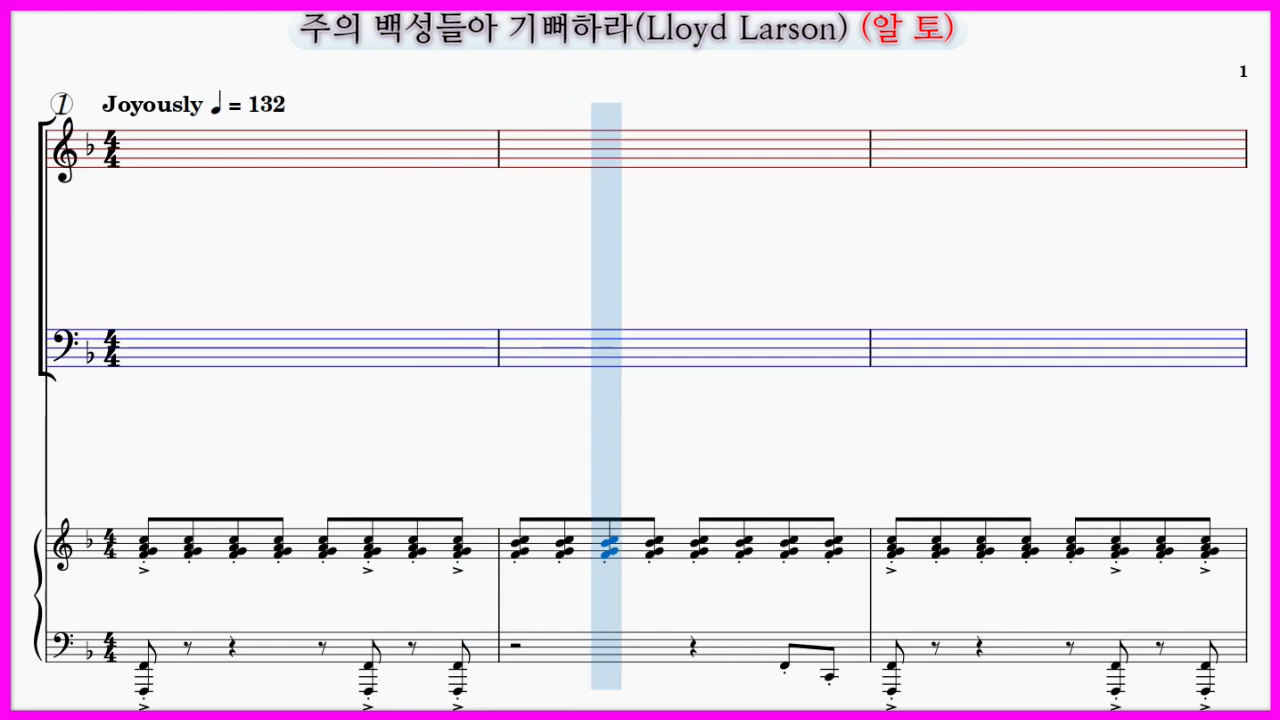 주의 백성들아 기뻐하라(Lloyd Larson) (알 토)
1
1 Joyously ♩ = 132